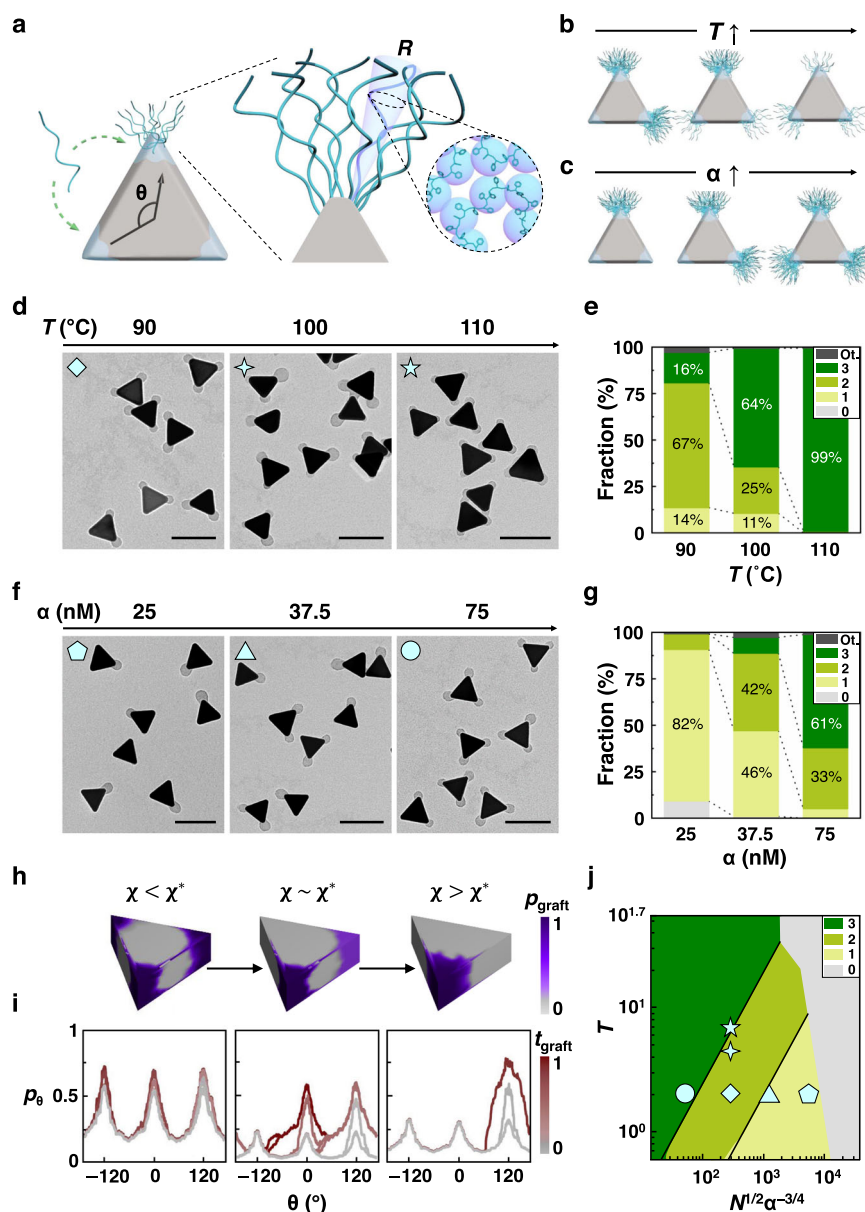 a
R
θ
b
T ↑
c
α ↑
d
T (°C) 90 100 110
e
Fraction (%)
100
75
50
25
0
16%
67%
14%
64%
25%
11%
99%
Ot.
3
2
1
0
90 100 110
T (°C)
f
α (nM) 25 37.5 75
g
Fraction (%)
100
75
50
25
0
82%
42%
46%
61%
33%
Ot.
3
2
1
0
25 37.5 75
α (nM)
h
χ < χ* χ ~ χ* χ > χ*
pgraft
1
0
i
pθ
1
0.5
0
−120 0 120
−120 0 120
−120 0 120
θ (°)
tgraft
1
0
j
T
10^1.7
10^1
10^0
3
2
1
0
10^2 10^3 10^4
N^1/2α^−3/4